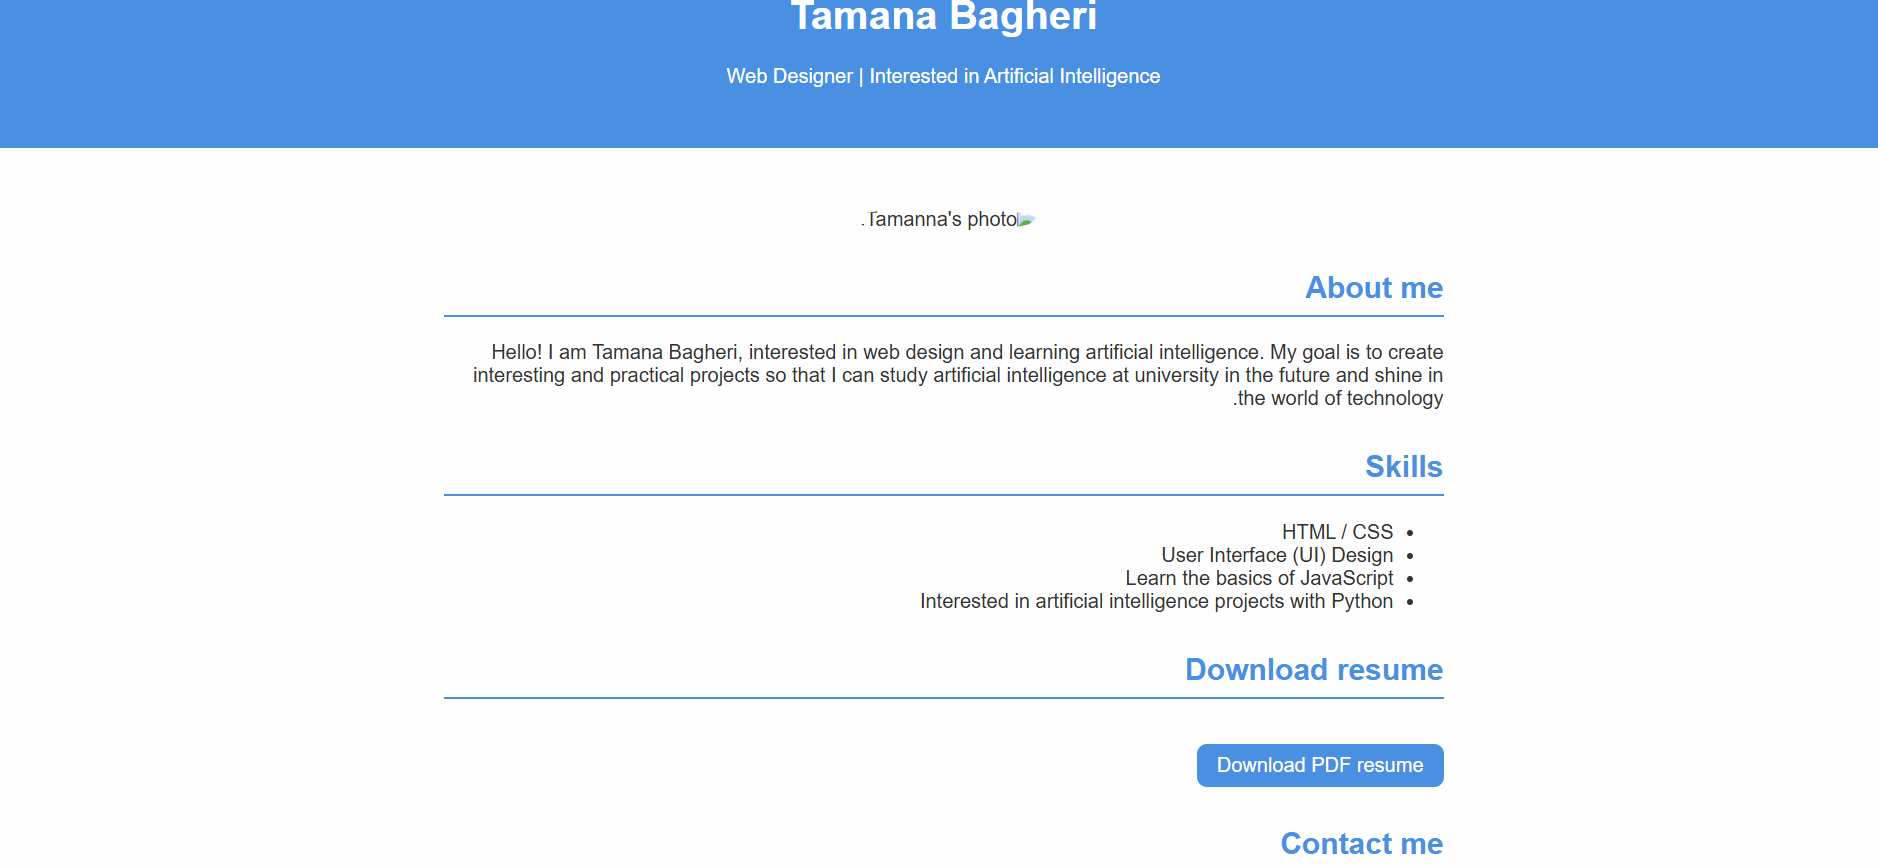 Tamana Bagheri
Web Designer | Interested in Artificial Intelligence
.Tamanna's photo
About me
Hello! I am Tamana Bagheri, interested in web design and learning artificial intelligence. My goal is to create
interesting and practical projects so that I can study artificial intelligence at university in the future and shine in
.the world of technology
Skills
HTML / CSS •
User Interface (UI) Design •
Learn the basics of JavaScript •
Interested in artificial intelligence projects with Python •
Download resume
Download PDF resume
Contact me